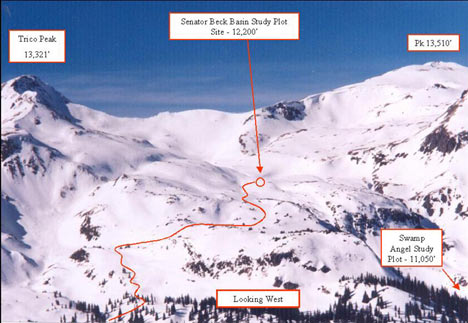 Senator Beck Basin Study Plot
Site - 12,200'
Trico Peak
13,321'
Pk 13,510'
Swamp
Angel Study
Plot - 11,050'
Looking West